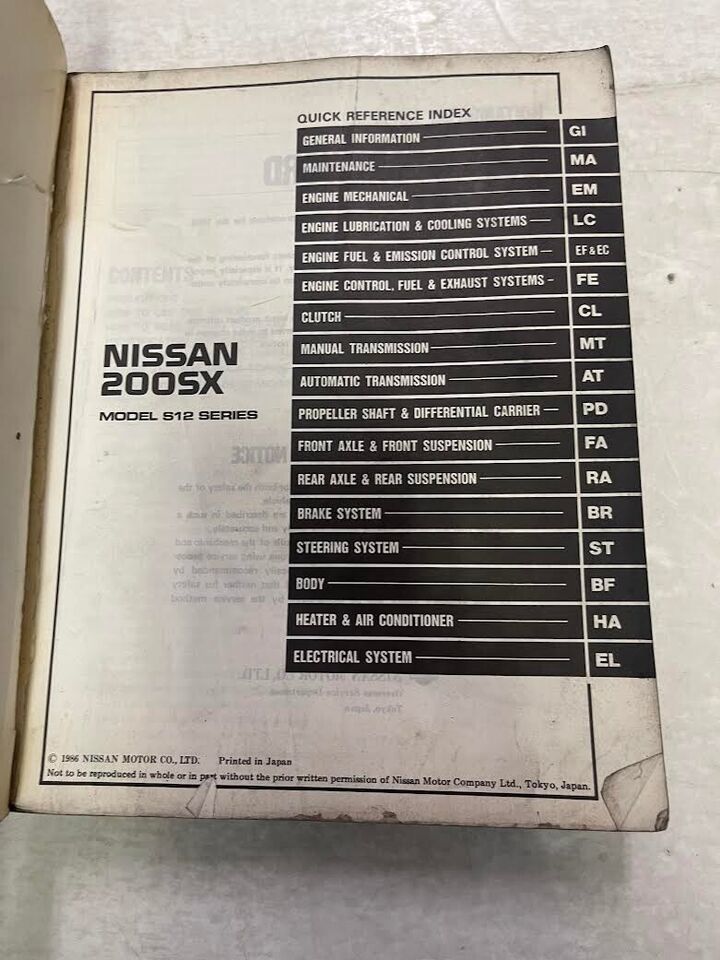 QUICK REFERENCE INDEX
GENERAL INFORMATION GI
MAINTENANCE MA
ENGINE MECHANICAL EM
ENGINE LUBRICATION & COOLING SYSTEMS LC
ENGINE FUEL & EMISSION CONTROL SYSTEM EF & EC
ENGINE CONTROL, FUEL & EXHAUST SYSTEMS FE
CLUTCH CL
MANUAL TRANSMISSION MT
AUTOMATIC TRANSMISSION AT
PROPELLER SHAFT & DIFFERENTIAL CARRIER PD
FRONT AXLE & FRONT SUSPENSION FA
REAR AXLE & REAR SUSPENSION RA
BRAKE SYSTEM BR
STEERING SYSTEM ST
BODY BF
HEATER & AIR CONDITIONER HA
ELECTRICAL SYSTEM EL
NISSAN
200SX
MODEL S12 SERIES
© 1986 NISSAN MOTOR CO., LTD. Printed in Japan
Not to be reproduced in whole or in part without the prior written permission of Nissan Motor Company Ltd., Tokyo, Japan.